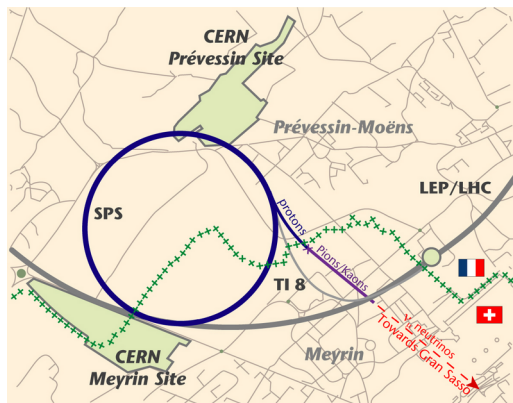 CERN
Prévessin Site
Prévessin-Moëns
LEP/LHC
SPS
protons
Pions/Kaons
TI 8
ν neutrinos
Towards Gran Sasso
Meyrin
CERN
Meyrin Site